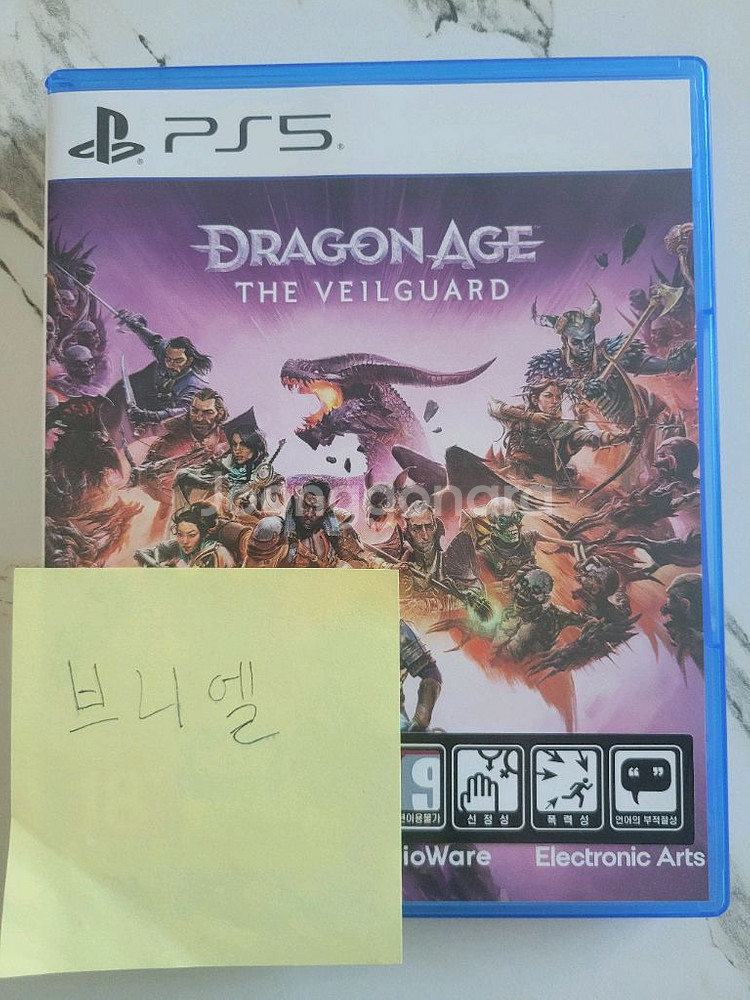 PS5
DRAGON AGE
THE VEILGUARD
Joonggonara
브니엘
선정성
폭력성
언어의 부적절성
Electronic Arts